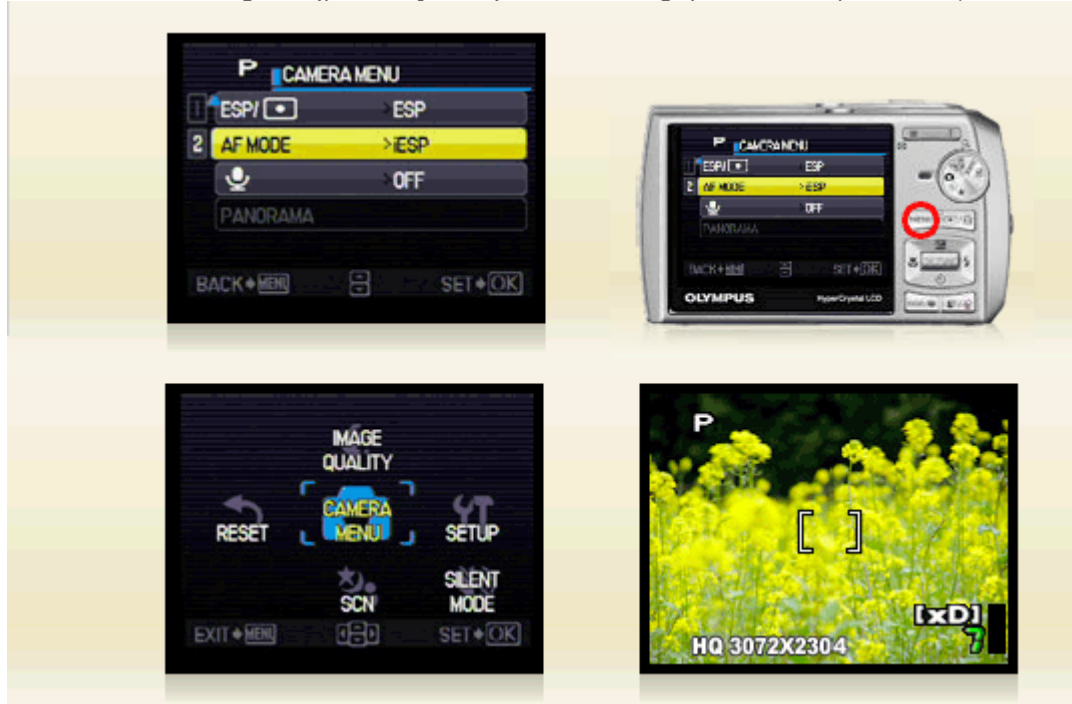 P CAMERA MENU
1 ESP/ > ESP
2 AF MODE > iESP
> OFF
PANORAMA
BACK MENU SET OK
P CAMERA MENU
1 ESP/ ESP
2 AF MODE > ESP
OFF
PANORAMA
BACK MENU SET OK
OLYMPUS HyperCrystal LCD
IMAGE
QUALITY
RESET CAMERA
MENU SETUP
SCN SILENT
MODE
EXIT MENU SET OK
P
[xD]
HQ 3072X2304 7